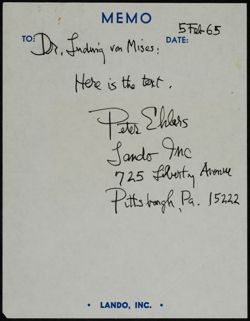 MEMO
TO: Dr. Ludwig von Mises: DATE: 5 Feb 65
Here is the text.
Peter Ehlers
Lando Inc
725 Liberty Avenue
Pittsburgh, Pa. 15222
• LANDO, INC. •